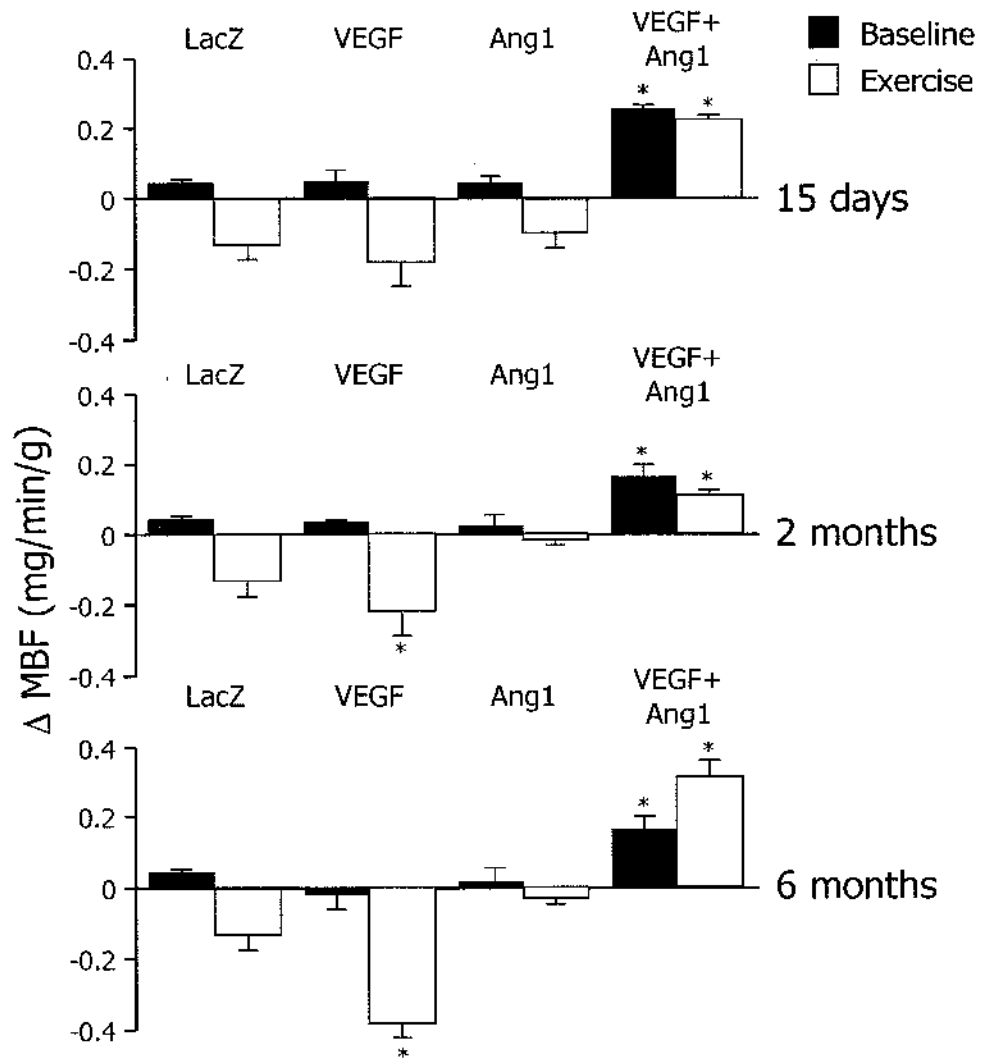 LacZ VEGF Ang1 VEGF+
Ang1
Baseline
Exercise
0.4
0.2
0
-0.2
-0.4
* *
15 days
LacZ VEGF Ang1 VEGF+
Ang1
0.4
0.2
0
-0.2
-0.4
* *
*
2 months
LacZ VEGF Ang1 VEGF+
Ang1
0.4
0.2
0
-0.2
-0.4
* *
*
6 months
Δ MBF (mg/min/g)